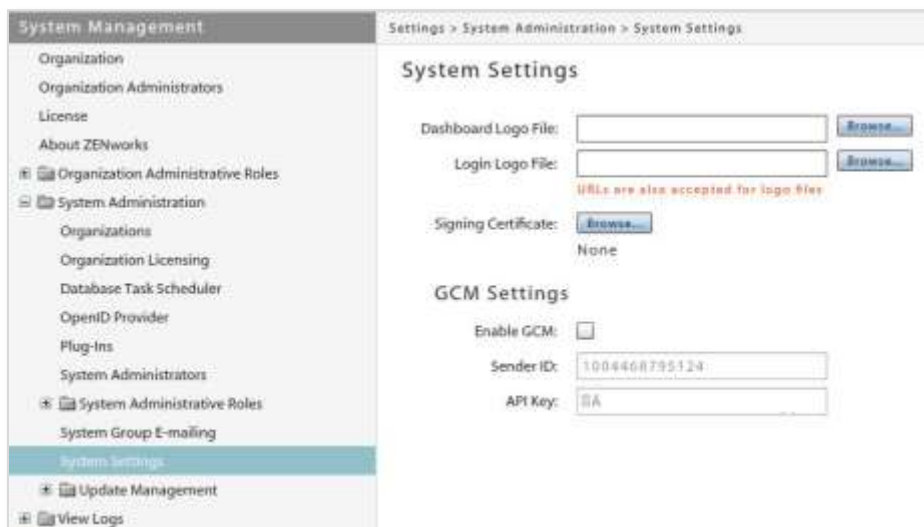 System Management
Organization
Organization Administrators
License
About ZENworks
Organization Administrative Roles
System Administration
Organizations
Organization Licensing
Database Task Scheduler
OpenID Provider
Plug-Ins
System Administrators
System Administrative Roles
System Group E-mailing
System Settings
Update Management
View Logs
Settings > System Administration > System Settings
System Settings
Dashboard Logo File: Browse...
Login Logo File: Browse...
URLs are also accepted for logo files
Signing Certificate: Browse...
None
GCM Settings
Enable GCM:
Sender ID: 1004468795124
API Key: